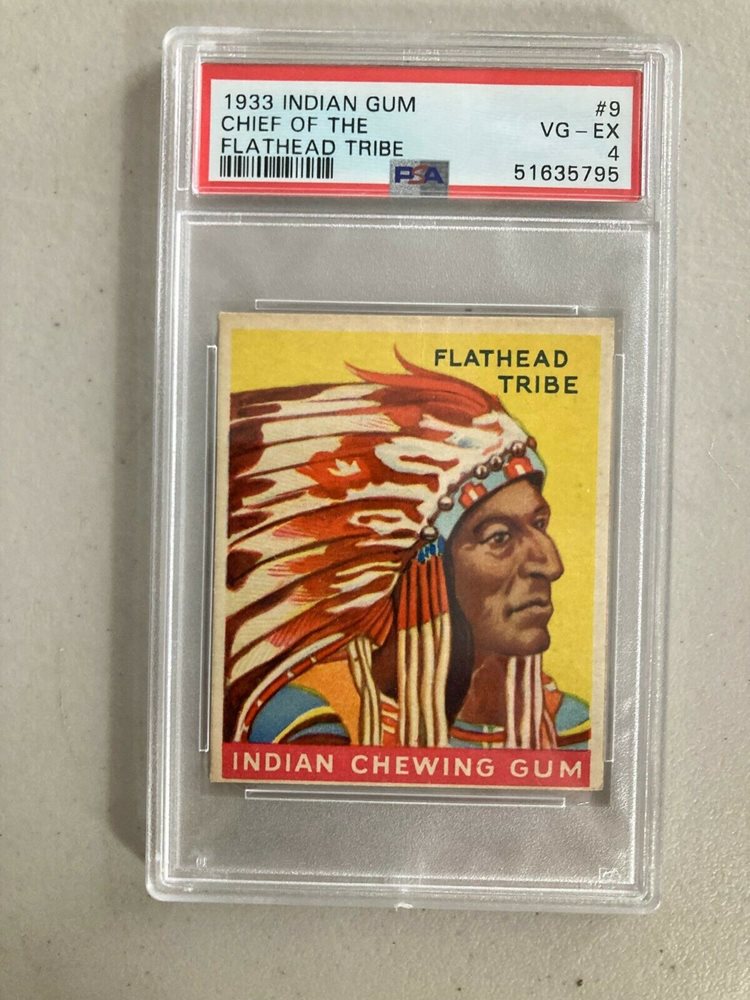 1933 INDIAN GUM #9
CHIEF OF THE VG – EX
FLATHEAD TRIBE 4
PSA 51635795
FLATHEAD
TRIBE
INDIAN CHEWING GUM